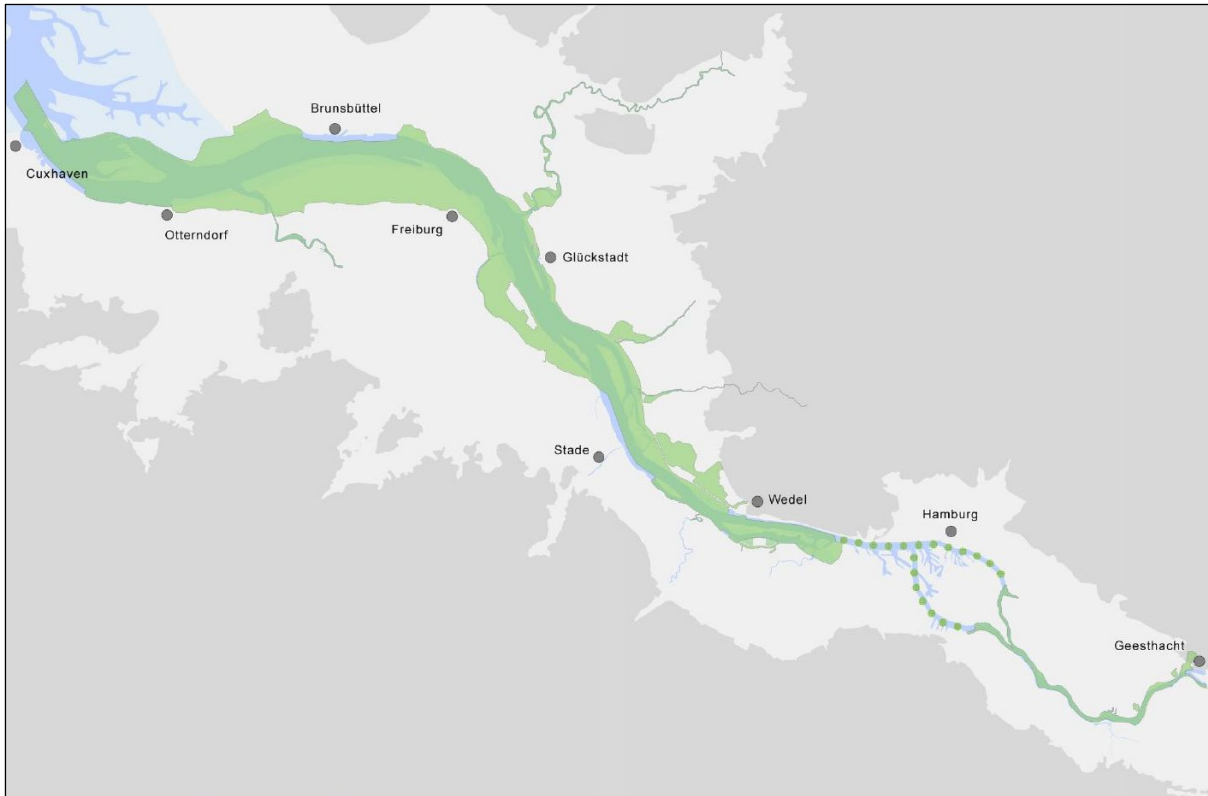 Brunsbüttel
Cuxhaven
Otterndorf
Freiburg
Glückstadt
Stade
Wedel
Hamburg
Geesthacht